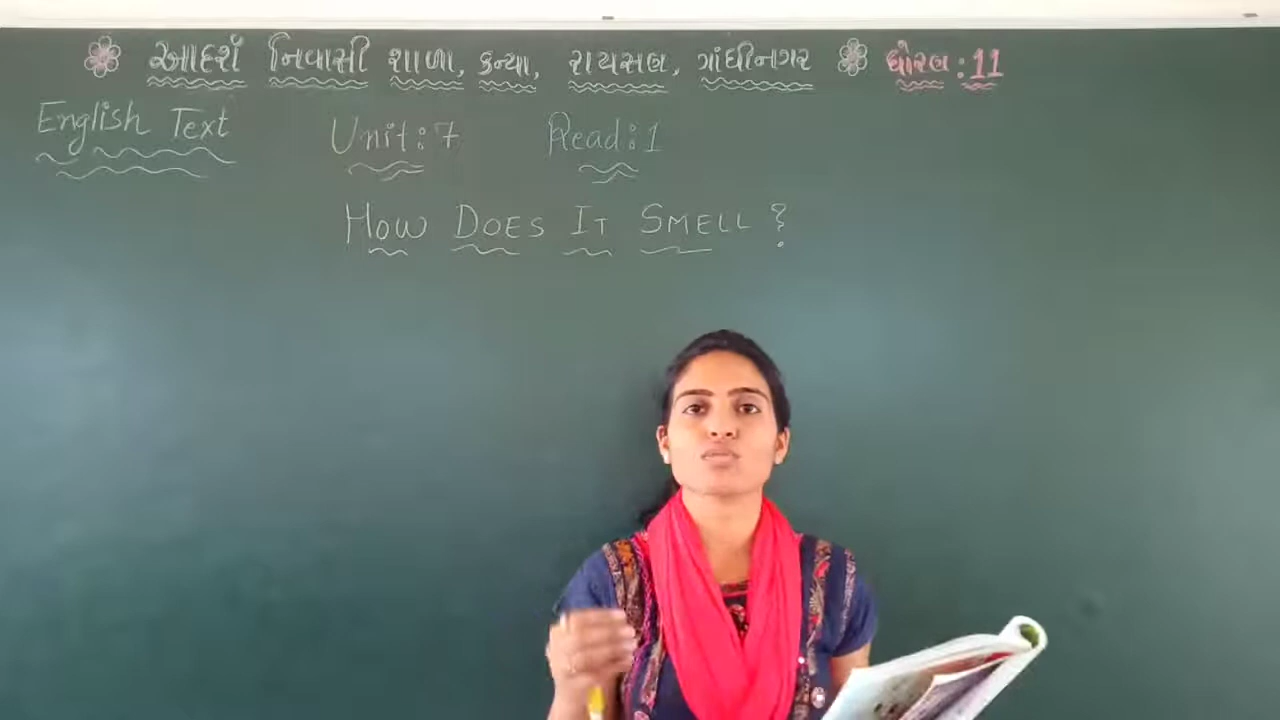 આદર્શ નિવાસી શાળા, કન્યા, રાયસણ, ગાંધીનગર ધોરણ : 11
English Text Unit : 7 Read : 1
HOW DOES IT SMELL ?